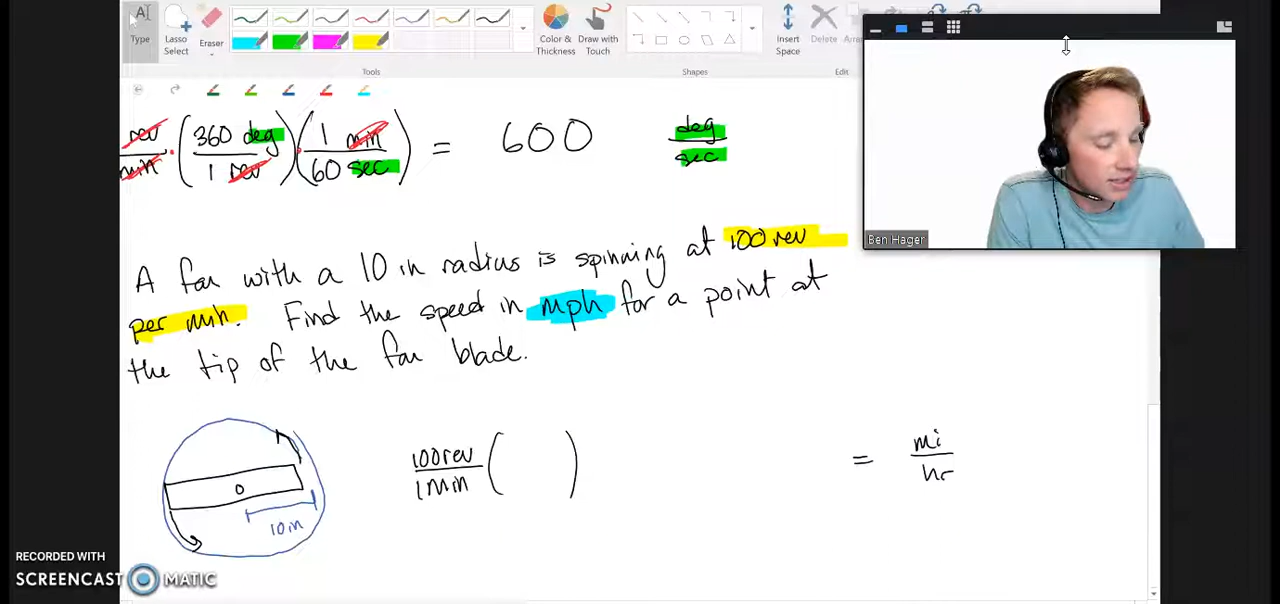 Type
Lasso Select
Eraser
Color & Thickness
Draw with Touch
Insert Space
Delete
Tools
Shapes
Edit
rev/min · (360 deg/1 rev)·(1 min/60 sec) = 600 deg/sec
Ben Hager
A fan with a 10 in radius is spinning at 100 rev
per min. Find the speed in mph for a point at
the tip of the fan blade.
100 rev/1 min ( ) = mi/hr
10 in
RECORDED WITH
SCREENCAST MATIC